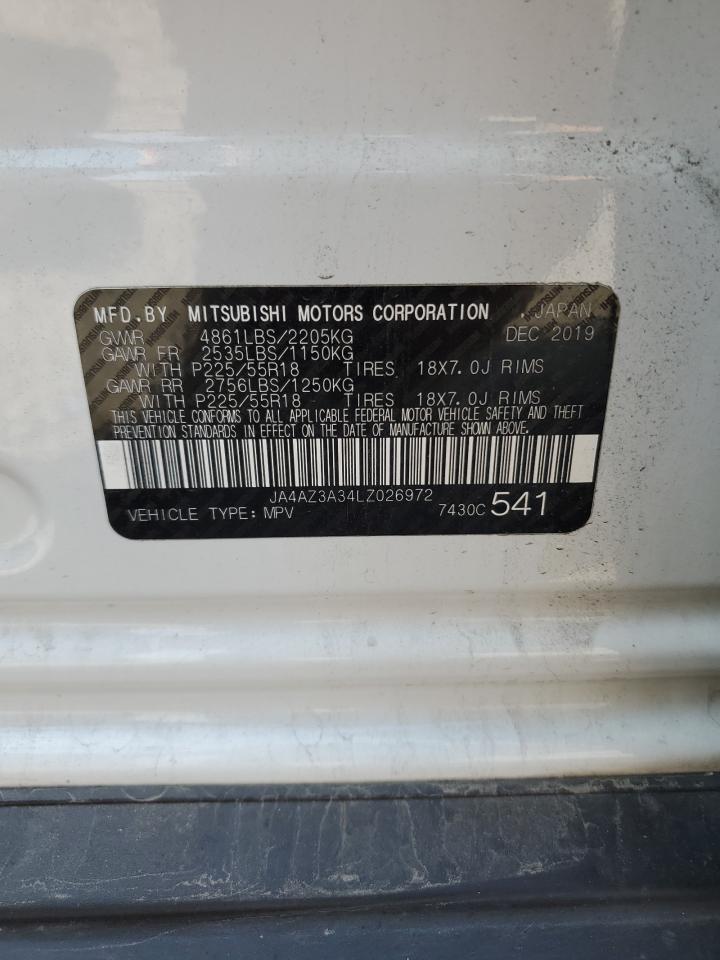 MFD.BY MITSUBISHI MOTORS CORPORATION , JAPAN
GVWR 4861LBS/2205KG DEC 2019
GAWR FR 2535LBS/1150KG
WITH P225/55R18 TIRES 18X7.0J RIMS
GAWR RR 2756LBS/1250KG
WITH P225/55R18 TIRES 18X7.0J RIMS
THIS VEHICLE CONFORMS TO ALL APPLICABLE FEDERAL MOTOR VEHICLE SAFETY AND THEFT
PREVENTION STANDARDS IN EFFECT ON THE DATE OF MANUFACTURE SHOWN ABOVE.
JA4AZ3A34LZ026972
VEHICLE TYPE: MPV 7430C 541